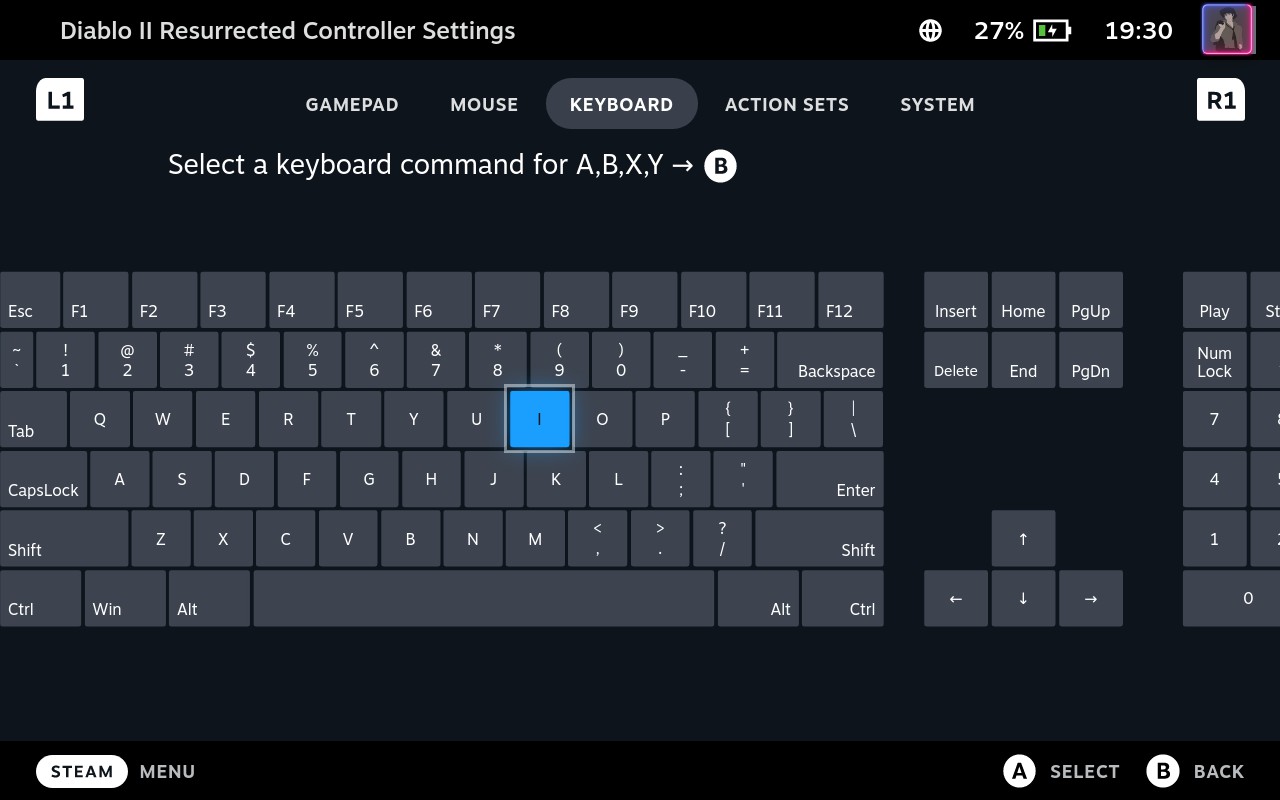 Diablo II Resurrected Controller Settings 27% 19:30
L1 GAMEPAD MOUSE KEYBOARD ACTION SETS SYSTEM R1
Select a keyboard command for A,B,X,Y → B
Esc F1 F2 F3 F4 F5 F6 F7 F8 F9 F10 F11 F12 Insert Home PgUp Play St
~ ! @ # $ % ^ & * ( ) _ + Num
` 1 2 3 4 5 6 7 8 9 0 - = Backspace Delete End PgDn Lock
Tab Q W E R T Y U I O P { } | 7
[ ] \
CapsLock A S D F G H J K L : " Enter 4
; '
Shift Z X C V B N M < > ? Shift ↑ 1
, . /
Ctrl Win Alt Alt Ctrl ← ↓ → 0
STEAM MENU A SELECT B BACK